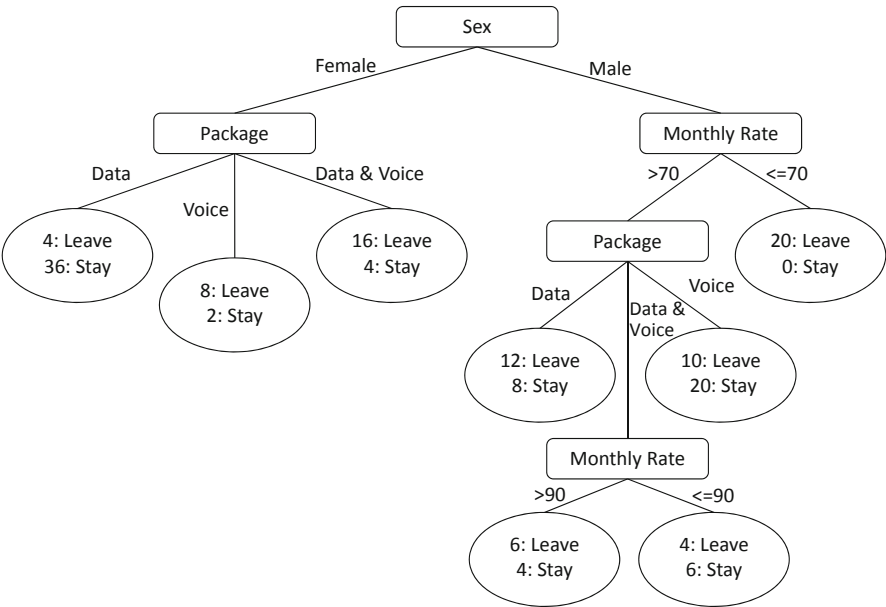 Sex
Female
Male
Package
Monthly Rate
Data
Voice
Data & Voice
>70
<=70
4: Leave
36: Stay
8: Leave
2: Stay
16: Leave
4: Stay
Package
20: Leave
0: Stay
Data
Data &
Voice
Voice
12: Leave
8: Stay
10: Leave
20: Stay
Monthly Rate
>90
<=90
6: Leave
4: Stay
4: Leave
6: Stay